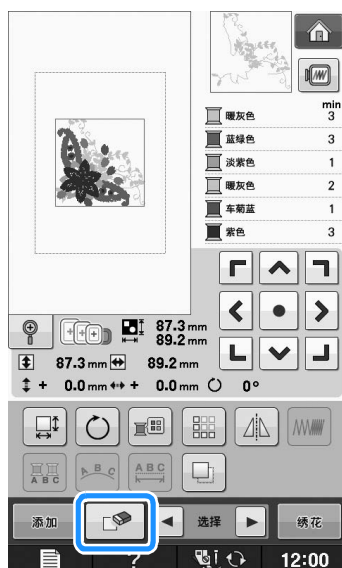 min
暖灰色 3
蓝绿色 3
淡紫色 1
暖灰色 2
车菊蓝 1
紫色 3
87.3 mm
89.2 mm
87.3 mm 89.2 mm
+ 0.0 mm + 0.0 mm 0°
A B C A B C A B C
添加 选择 绣花
? 12:00